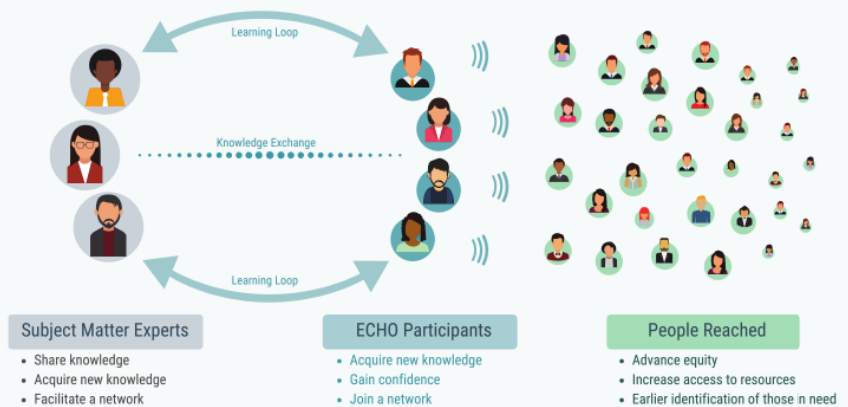 Learning Loop
Knowledge Exchange
Learning Loop
Subject Matter Experts
• Share knowledge
• Acquire new knowledge
• Facilitate a network
ECHO Participants
• Acquire new knowledge
• Gain confidence
• Join a network
People Reached
• Advance equity
• Increase access to resources
• Earlier identification of those in need